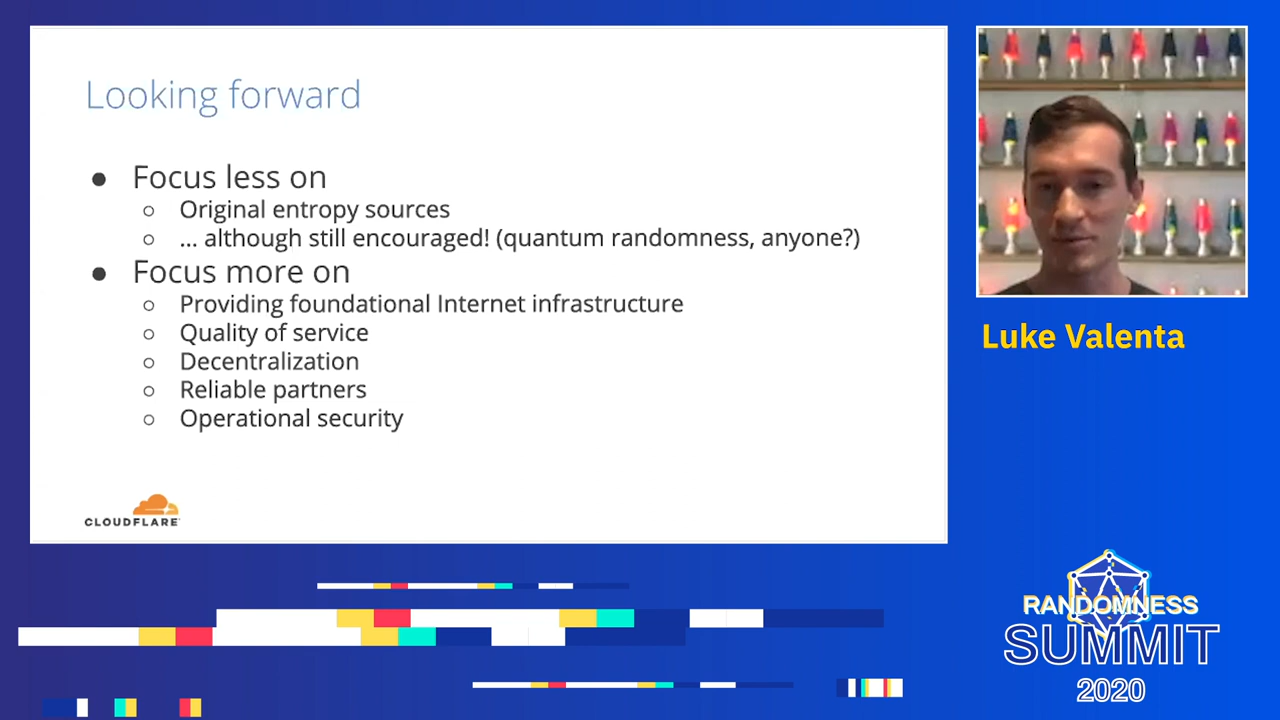 Looking forward
● Focus less on
○ Original entropy sources
○ ... although still encouraged! (quantum randomness, anyone?)
● Focus more on
○ Providing foundational Internet infrastructure
○ Quality of service
○ Decentralization
○ Reliable partners
○ Operational security
CLOUDFLARE
Luke Valenta
RANDOMNESS
SUMMIT
2020